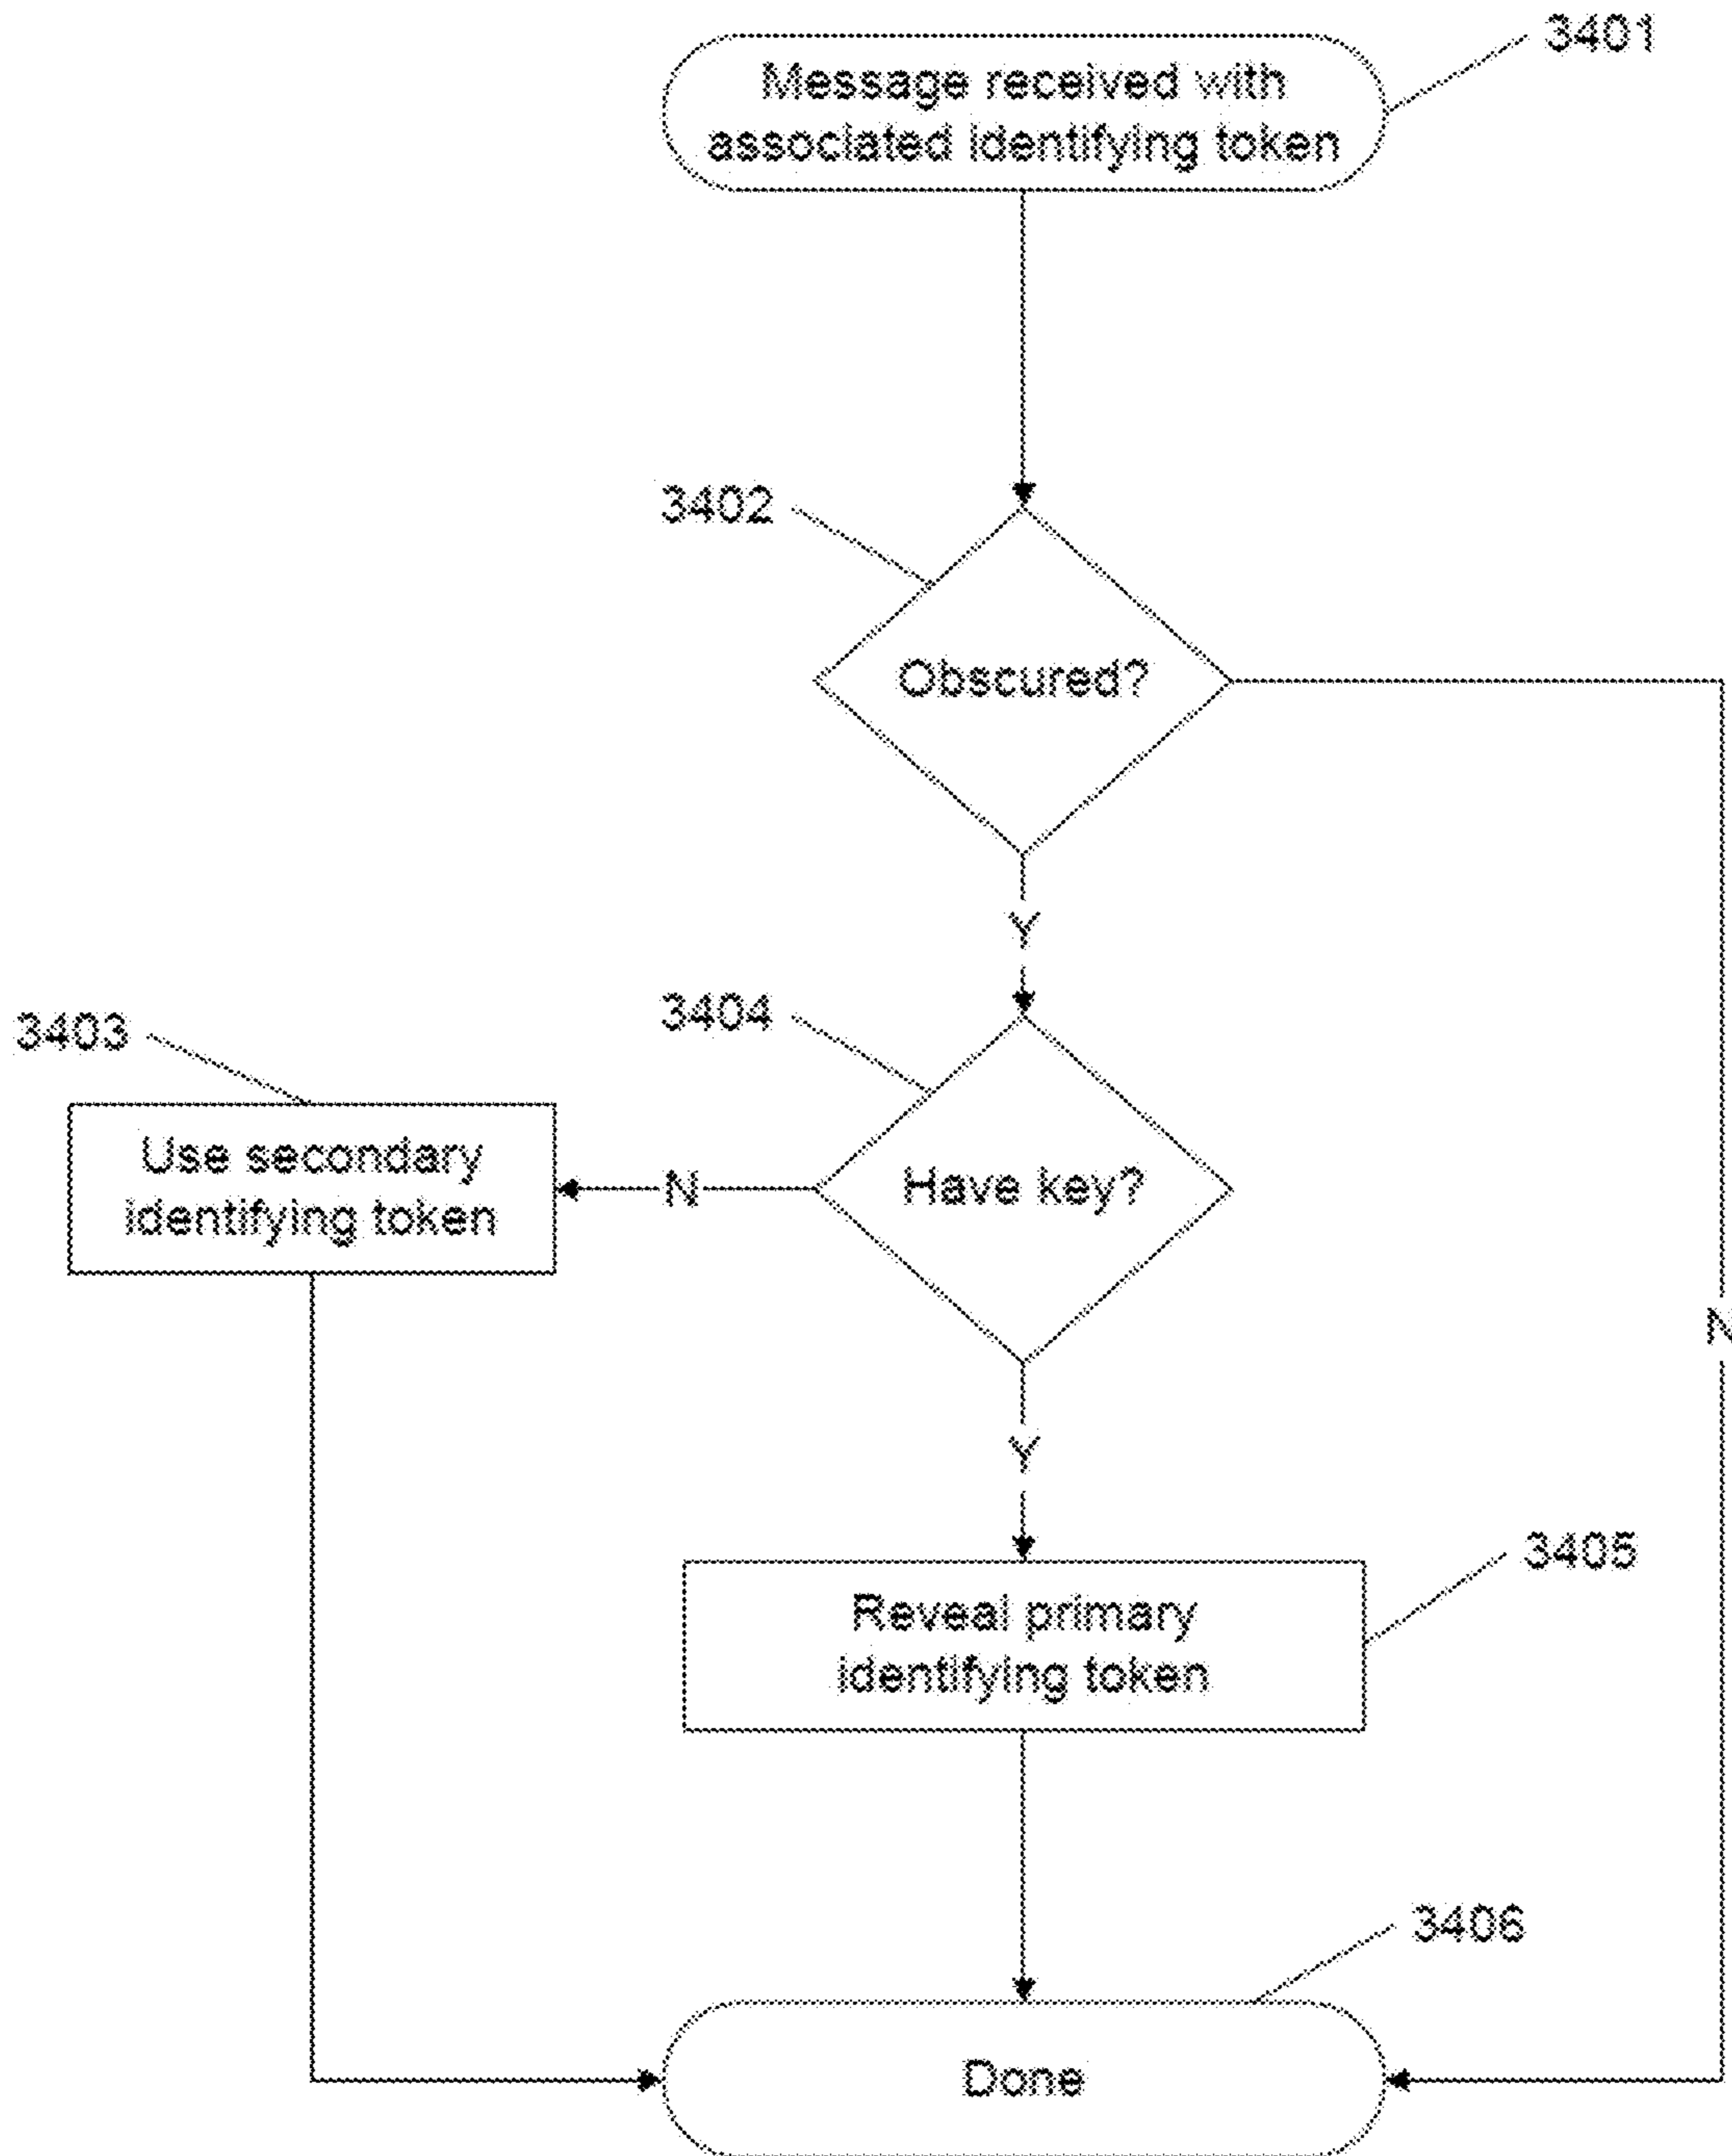 3401
Message received with
associated identifying token
3402
Obscured?
Y
3404
3403
Use secondary
identifying token
N
Have key?
N
Y
3405
Reveal primary
identifying token
3406
Done